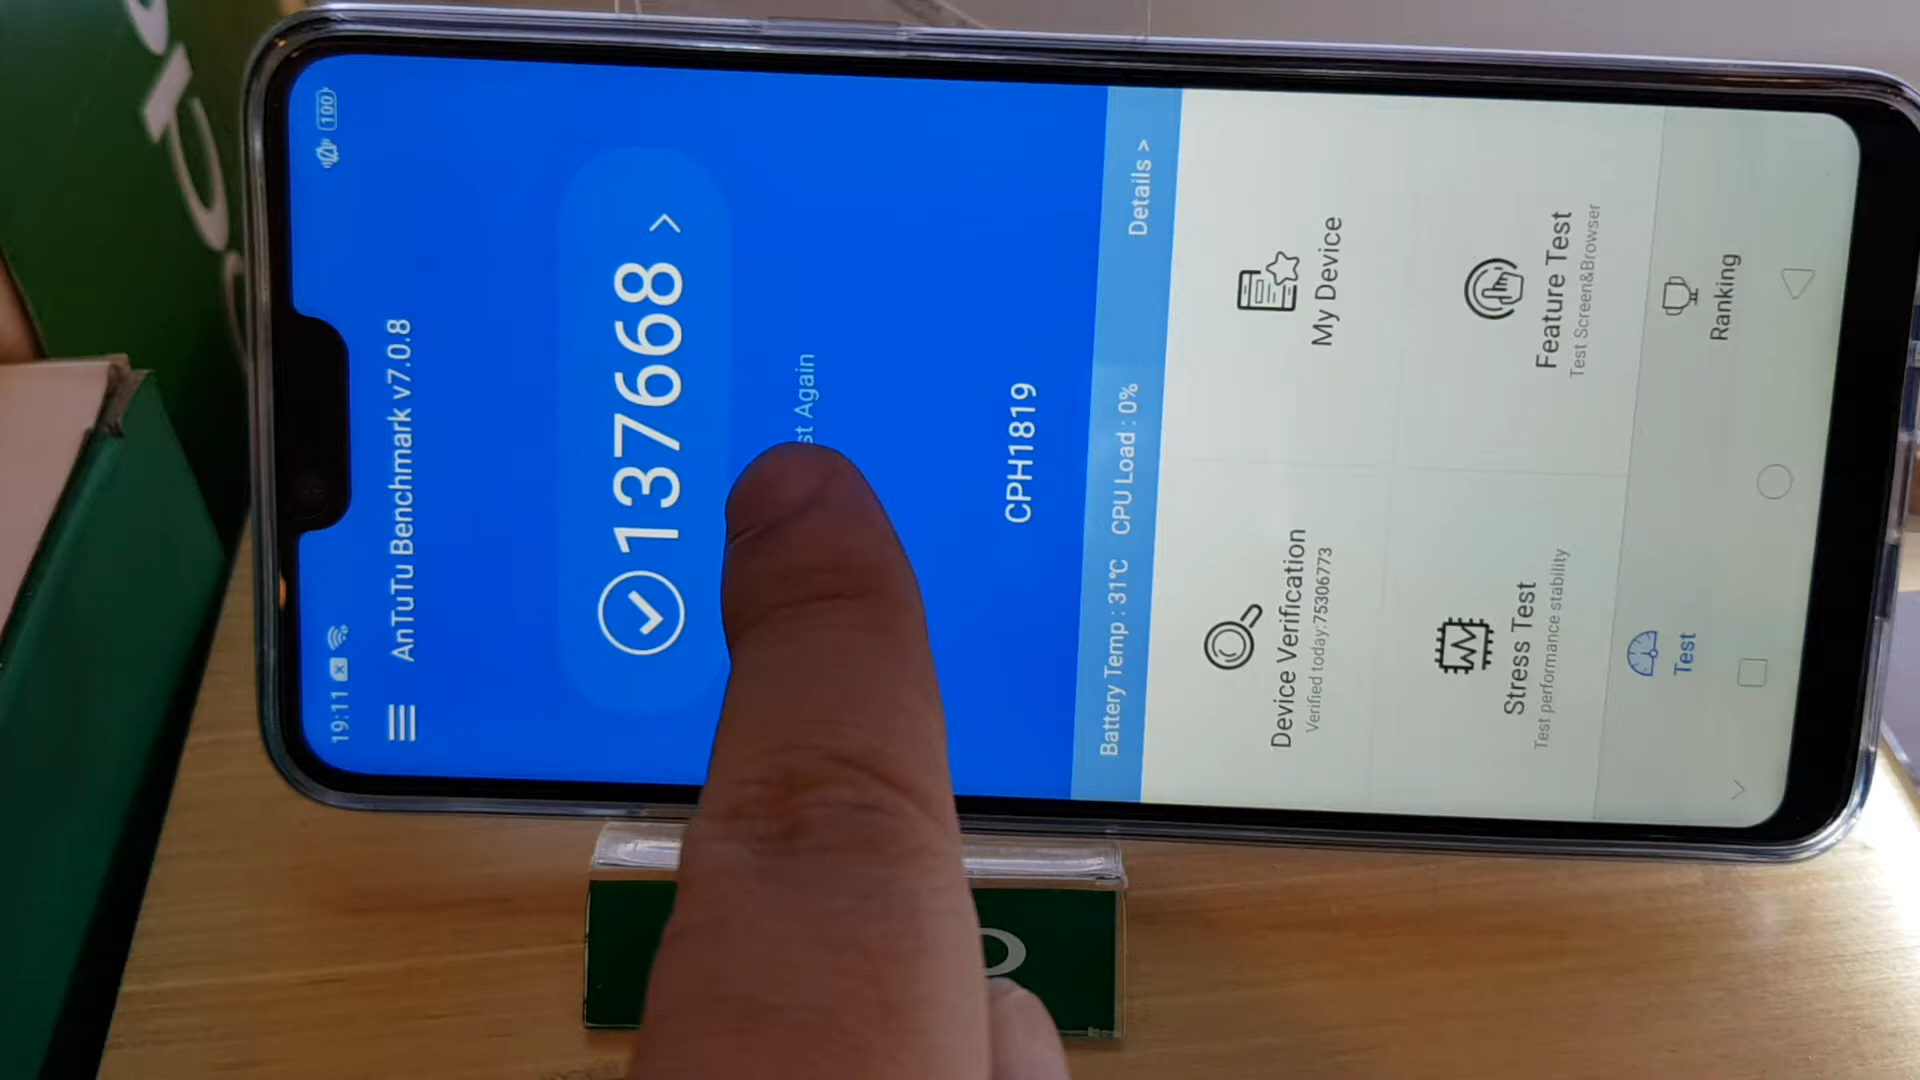 19:11
100
AnTuTu Benchmark v7.0.8
137668 >
st Again
CPH1819
Battery Temp : 31℃ CPU Load : 0%
Details >
Device Verification
Verified today:75306773
My Device
Stress Test
Test performance stability
Feature Test
Test Screen&Browser
Test
Ranking